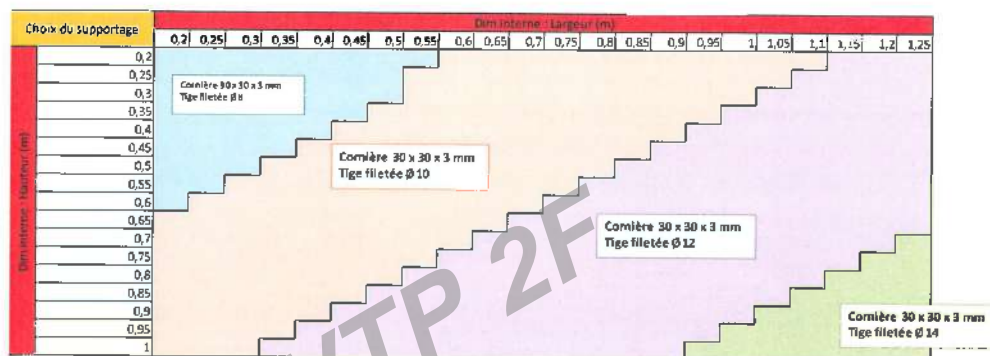 Choix du supportage
Dim interne : Largeur (m)
0,2 0,25 0,3 0,35 0,4 0,45 0,5 0,55 0,6 0,65 0,7 0,75 0,8 0,85 0,9 0,95 1 1,05 1,1 1,15 1,2 1,25
Dim interne : Hauteur (m)
0,2
0,25
0,3
0,35
0,4
0,45
0,5
0,55
0,6
0,65
0,7
0,75
0,8
0,85
0,9
0,95
1
Cornière 30 x 30 x 3 mm
Tige filetée Ø 8
Cornière 30 x 30 x 3 mm
Tige filetée Ø 10
Cornière 30 x 30 x 3 mm
Tige filetée Ø 12
Cornière 30 x 30 x 3 mm
Tige filetée Ø 14
TP 2F